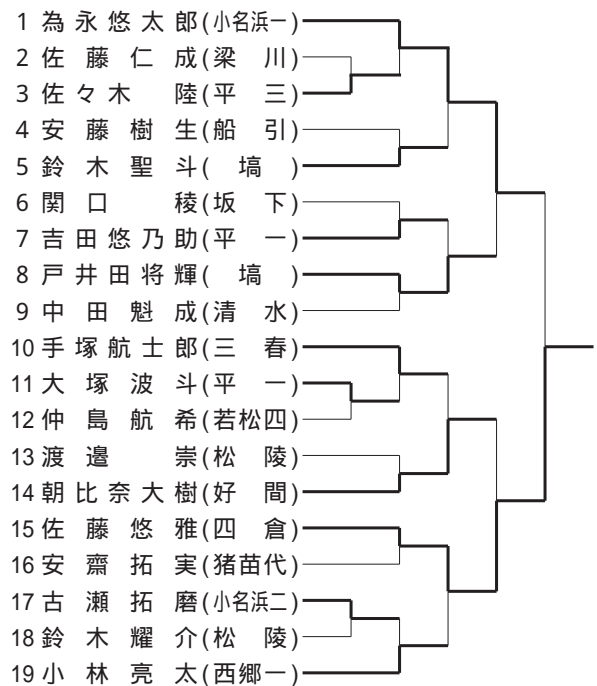 1 為永悠太郎(小名浜一)
2 佐藤仁成(梁川)
3 佐々木陸(平三)
4 安藤樹生(船引)
5 鈴木聖斗(塙)
6 関口稜(坂下)
7 吉田悠乃助(平一)
8 戸井田将輝(塙)
9 中田魁成(清水)
10 手塚航士郎(三春)
11 大塚波斗(平一)
12 仲島航希(若松四)
13 渡邉崇(松陵)
14 朝比奈大樹(好間)
15 佐藤悠雅(四倉)
16 安齋拓実(猪苗代)
17 古瀬拓磨(小名浜二)
18 鈴木耀介(松陵)
19 小林亮太(西郷一)